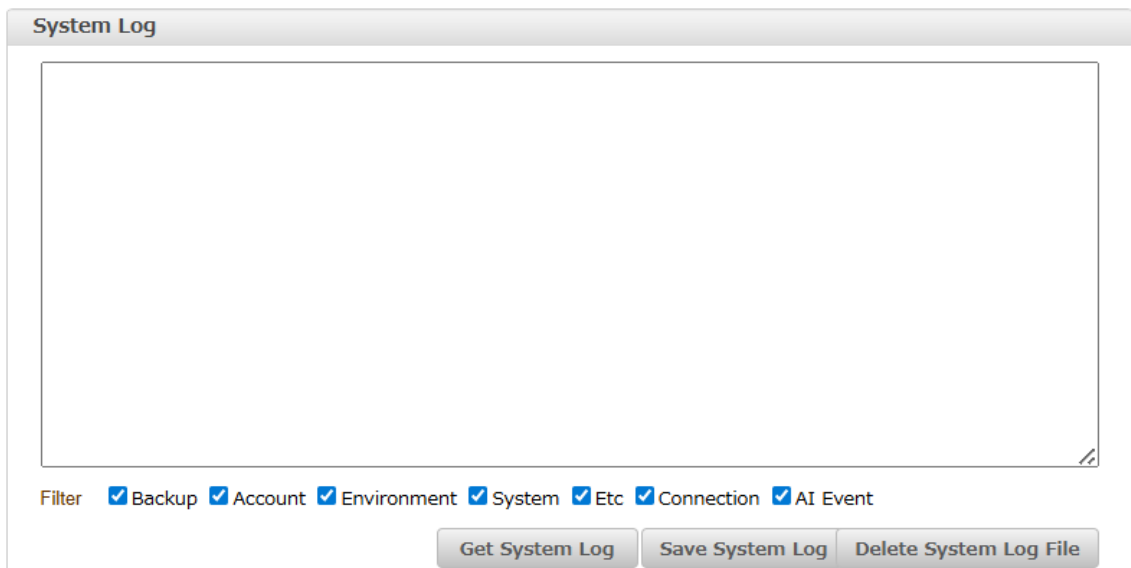 System Log
Filter Backup Account Environment System Etc Connection AI Event
Get System Log Save System Log Delete System Log File